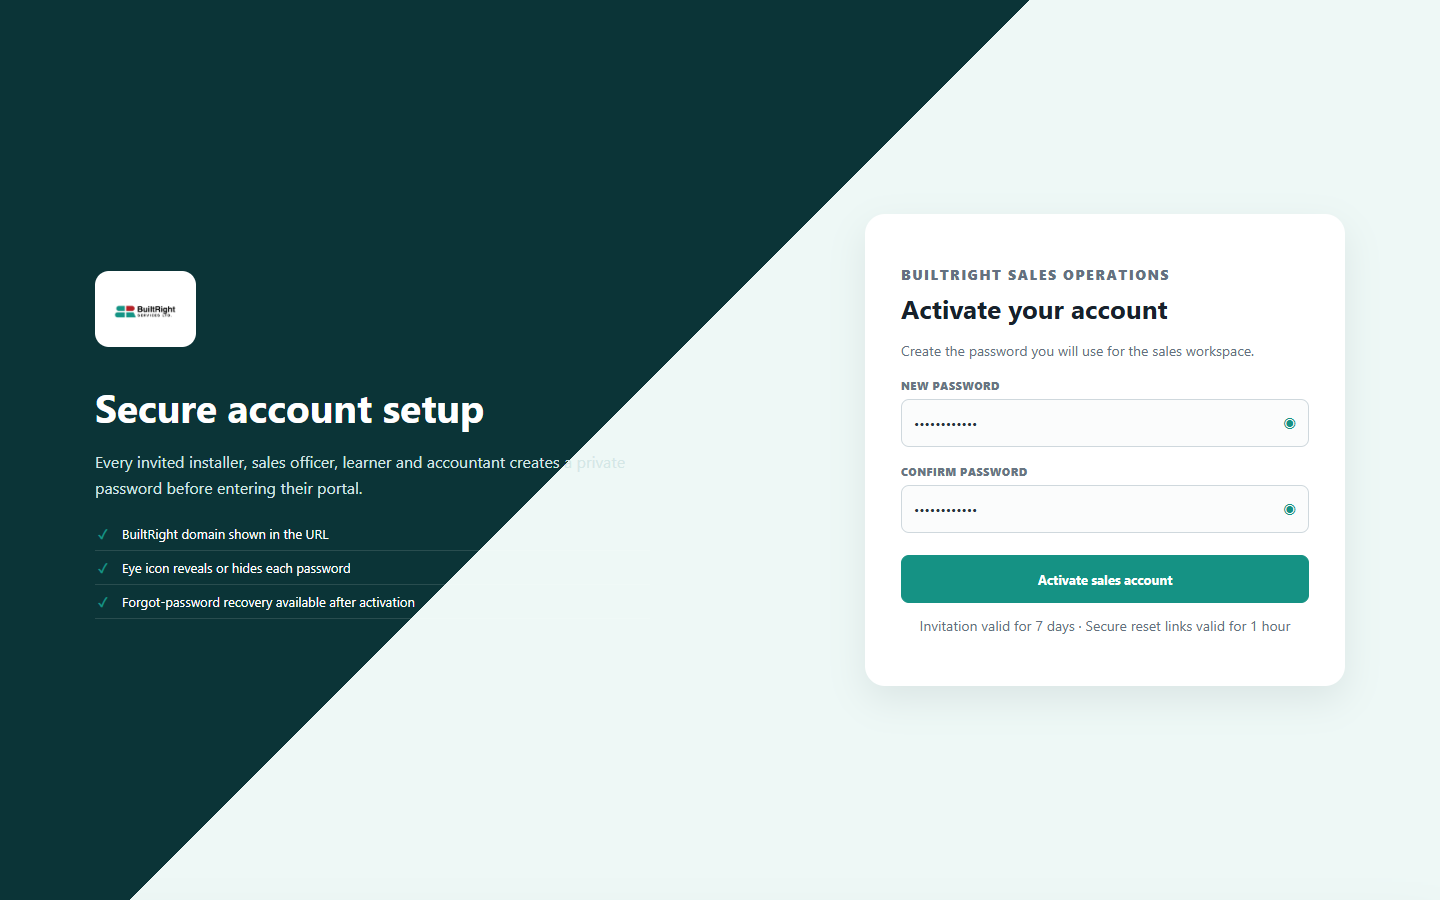 BuiltRight
SERVICES LTD.
Secure account setup
Every invited installer, sales officer, learner and accountant creates a private
password before entering their portal.
✓ BuiltRight domain shown in the URL
✓ Eye icon reveals or hides each password
✓ Forgot-password recovery available after activation
BUILTRIGHT SALES OPERATIONS
Activate your account
Create the password you will use for the sales workspace.
NEW PASSWORD
••••••••••••
CONFIRM PASSWORD
••••••••••••
Activate sales account
Invitation valid for 7 days · Secure reset links valid for 1 hour